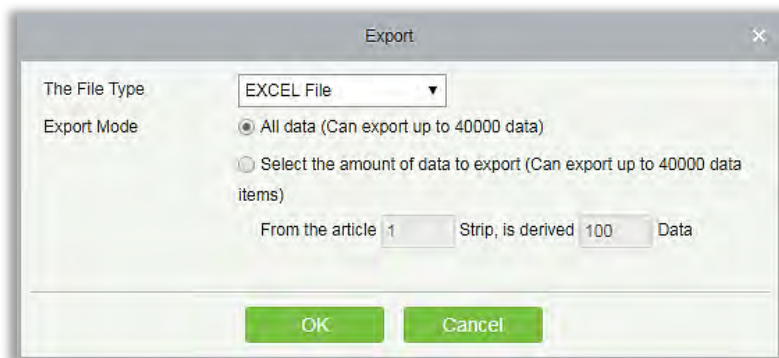 Export
The File Type EXCEL File
Export Mode All data (Can export up to 40000 data)
Select the amount of data to export (Can export up to 40000 data
items)
From the article 1 Strip, is derived 100 Data
OK Cancel